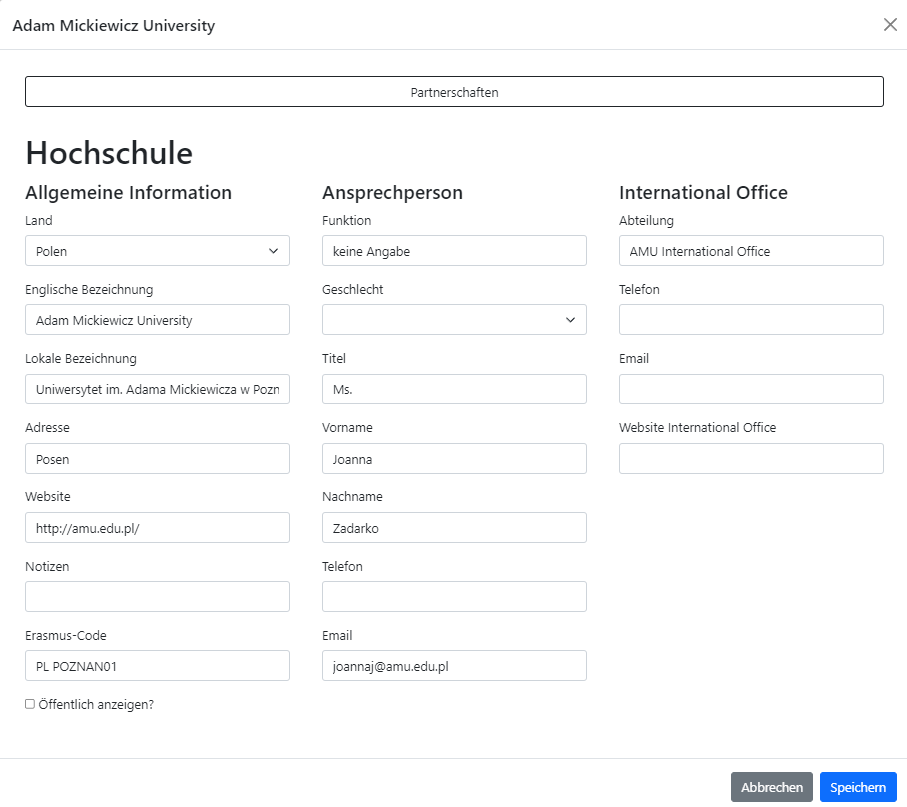 Adam Mickiewicz University
Partnerschaften
Hochschule
Allgemeine Information
Land
Polen
Englische Bezeichnung
Adam Mickiewicz University
Lokale Bezeichnung
Uniwersytet im. Adama Mickiewicza w Pozn
Adresse
Posen
Website
http://amu.edu.pl/
Notizen
Erasmus-Code
PL POZNAN01
Öffentlich anzeigen?
Ansprechperson
Funktion
keine Angabe
Geschlecht
Titel
Ms.
Vorname
Joanna
Nachname
Zadarko
Telefon
Email
joannaj@amu.edu.pl
International Office
Abteilung
AMU International Office
Telefon
Email
Website International Office
Abbrechen
Speichern